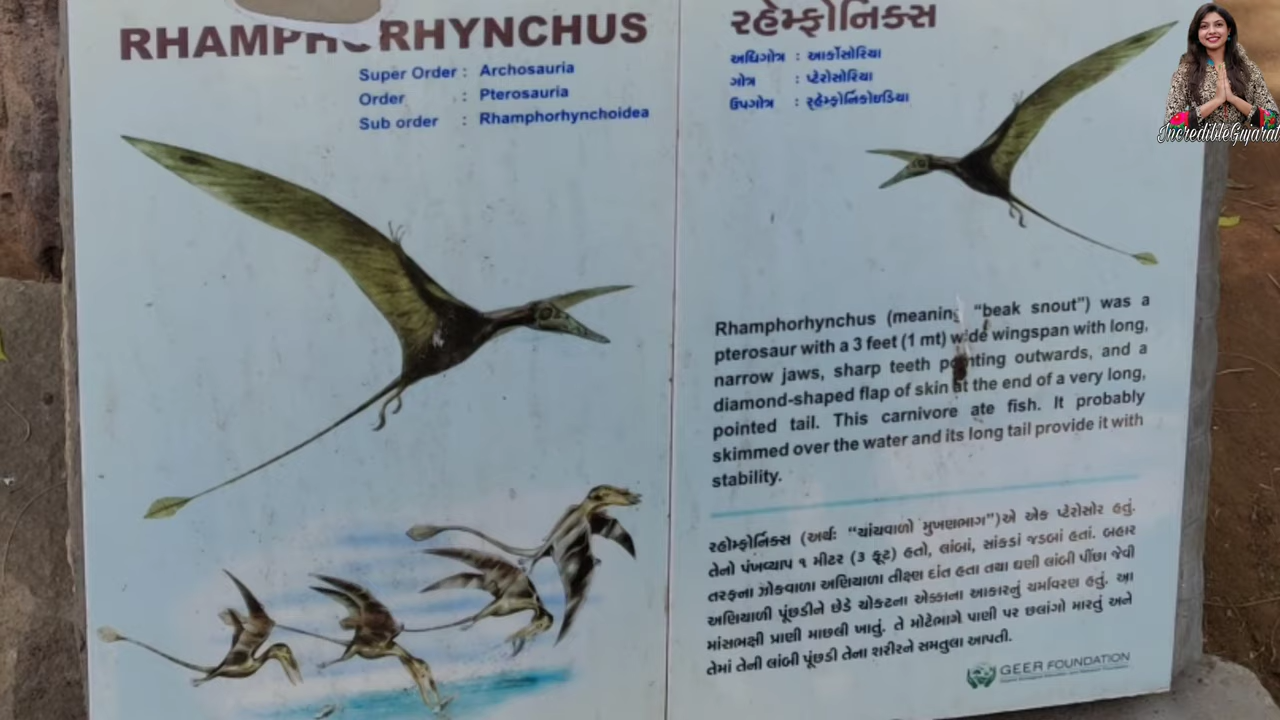 RHAMPHORHYNCHUS
Super Order : Archosauria
Order : Pterosauria
Sub order : Rhamphorhynchoidea
રહેમ્ફોનિક્સ
અધિગોત્ર : આર્કોસોરિયા
ગોત્ર : પ્ટેરોસોરિયા
ઉપગોત્ર : ર્‌હેમ્ફોનિકોઇડિયા
IncredibleGujarat
Rhamphorhynchus (meaning "beak snout") was a
pterosaur with a 3 feet (1 mt) wide wingspan with long,
narrow jaws, sharp teeth pointing outwards, and a
diamond-shaped flap of skin at the end of a very long,
pointed tail. This carnivore ate fish. It probably
skimmed over the water and its long tail provide it with
stability.
રહોમ્ફોનિક્સ (અર્થઃ "ચાંચવાળો મુખણભાગ")એ એક પ્ટેરોસોર હતું.
તેનો પંખવ્યાપ ૧ મીટર (૩ ફૂટ) હતો, લાંબાં, સાંકડાં જડબાં હતાં. બહાર
તરફના ઝોકવાળા અણિયાળા તીક્ષ્ણ દાંત હતા તથા ઘણી લાંબી પીંછા જેવી
અણિયાળી પૂંછડીને છેડે ચોકટના એક્કાના આકારનું ચર્માવરણ હતું. આ
માંસભક્ષી પ્રાણી માછલી ખાતું. તે મોટેભાગે પાણી પર છલાંગો મારતું અને
તેમાં તેની લાંબી પૂંછડી તેના શરીરને સમતુલા આપતી.
GEER FOUNDATION